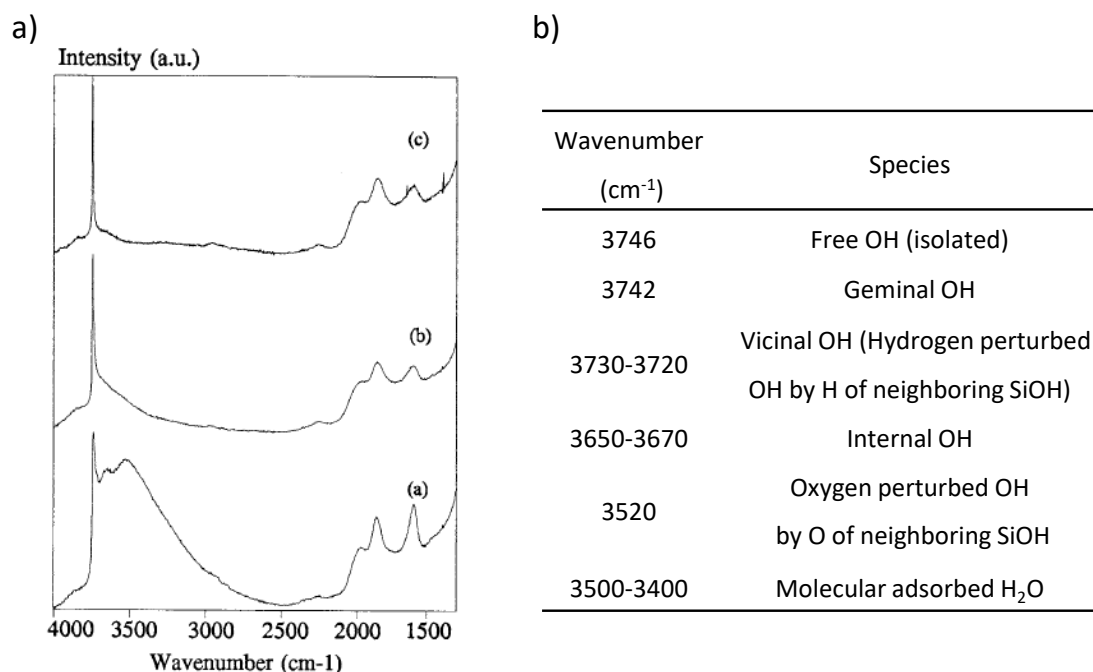 a)
Intensity (a.u.)
(c)
(b)
(a)
4000 3500 3000 2500 2000 1500
Wavenumber (cm-1)
b)
Wavenumber
(cm-1)
Species
3746 Free OH (isolated)
3742 Geminal OH
3730-3720
Vicinal OH (Hydrogen perturbed
OH by H of neighboring SiOH)
3650-3670 Internal OH
3520
Oxygen perturbed OH
by O of neighboring SiOH
3500-3400 Molecular adsorbed H2O